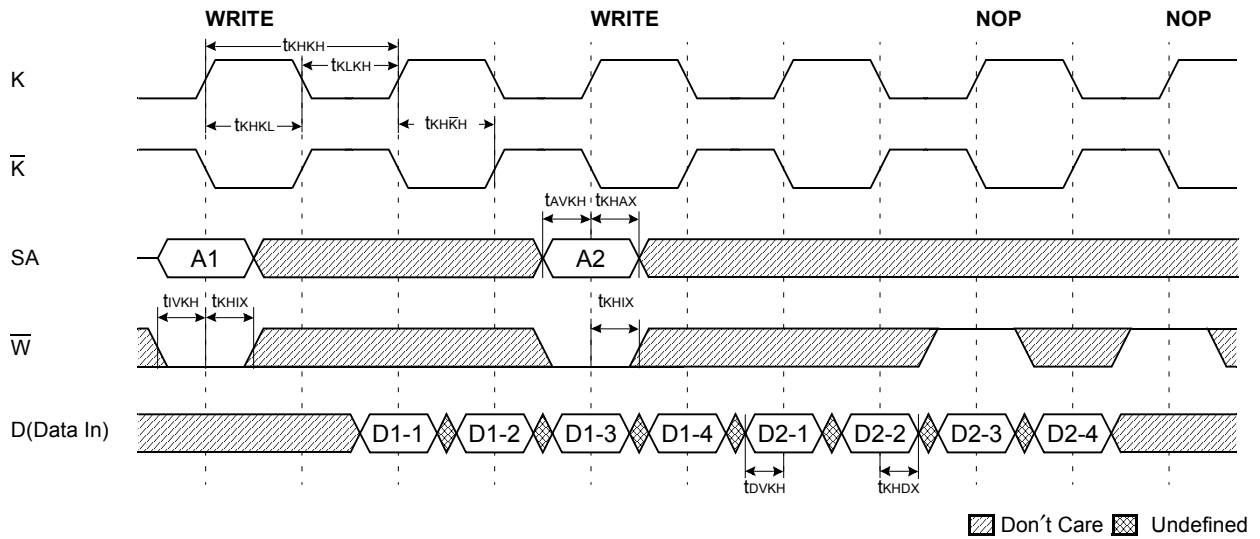 WRITE WRITE NOP NOP
tKHKH
tKLKH
K
tKHKL tKHK̅H
K̅
tAVKH tKHAX
SA A1 A2
tIVKH tKHIX tKHIX
W̅
D(Data In) D1-1 D1-2 D1-3 D1-4 D2-1 D2-2 D2-3 D2-4
tDVKH tKHDX
Don′t Care Undefined